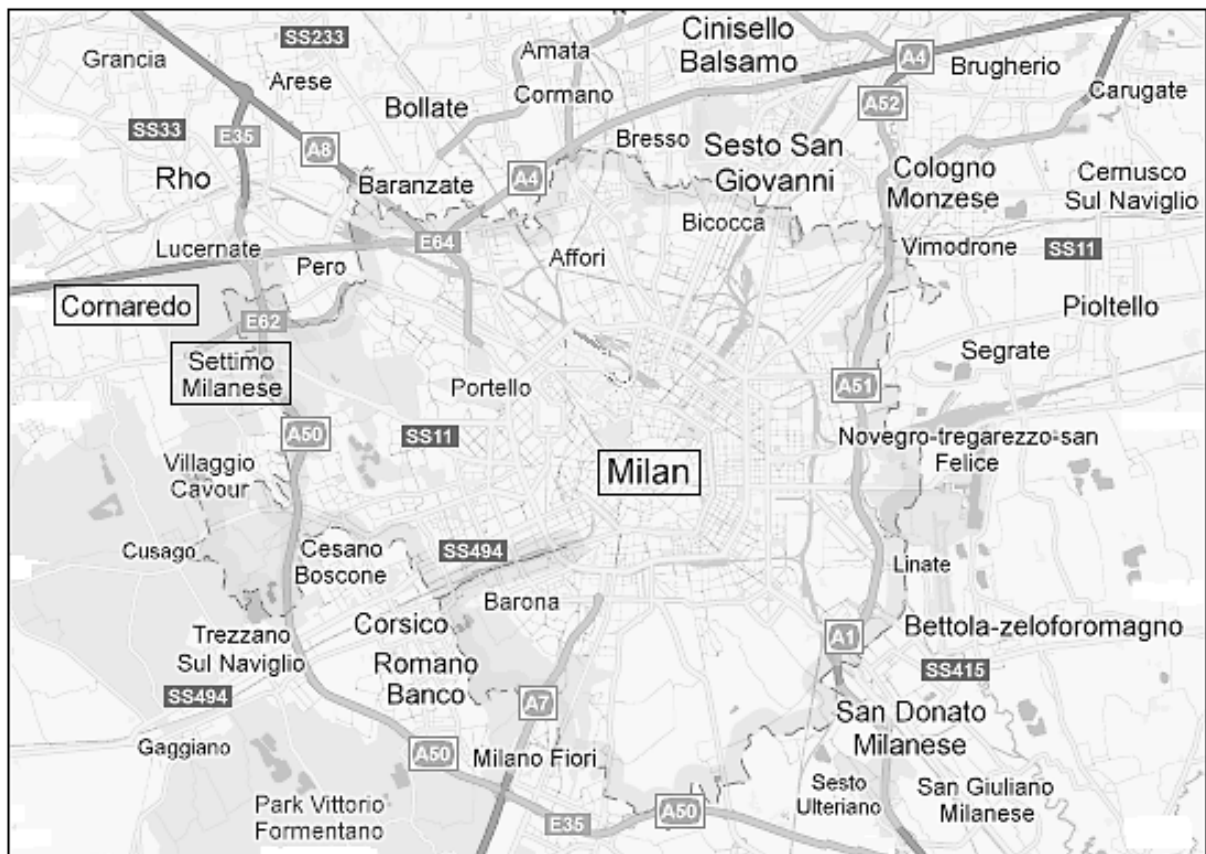 SS233
Grancia
Arese
Amata
Cinisello
Balsamo
A4
Brugherio
Bollate
Cormano
A52
Carugate
SS33
E35
A8
Bresso
Sesto San
Giovanni
Rho
Baranzate
A4
Cologno
Monzese
Cernusco
Sul Naviglio
Bicocca
Lucernate
E64
Affori
Vimodrone
SS11
Pero
Cornaredo
E62
Pioltello
Settimo
Milanese
Segrate
Portello
A51
A50
SS11
Novegro-tregarezzo-san
Felice
Villaggio
Cavour
Milan
Cusago
Cesano
Boscone
SS494
Linate
Barona
Trezzano
Sul Naviglio
Corsico
A1
Bettola-zeloforomagno
Romano
Banco
SS415
SS494
A7
San Donato
Milanese
Gaggiano
A50
Milano Fiori
Sesto
Ulteriano
San Giuliano
Milanese
Park Vittorio
Formentano
E35
A50